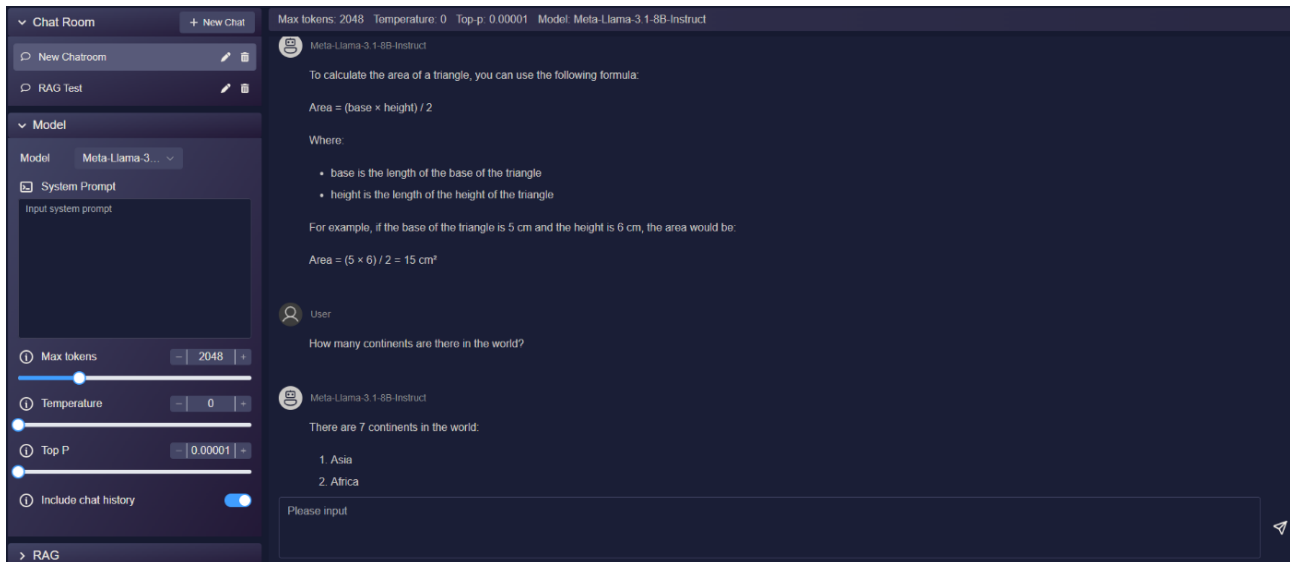 Chat Room
+ New Chat
New Chatroom
RAG Test
Model
Model Meta-Llama-3...
System Prompt
Input system prompt
Max tokens - 2048 +
Temperature - 0 +
Top P - 0.00001 +
Include chat history
RAG
Max tokens: 2048 Temperature: 0 Top-p: 0.00001 Model: Meta-Llama-3.1-8B-Instruct
Meta-Llama-3.1-8B-Instruct
To calculate the area of a triangle, you can use the following formula:
Area = (base × height) / 2
Where:
• base is the length of the base of the triangle
• height is the length of the height of the triangle
For example, if the base of the triangle is 5 cm and the height is 6 cm, the area would be:
Area = (5 × 6) / 2 = 15 cm²
User
How many continents are there in the world?
Meta-Llama-3.1-8B-Instruct
There are 7 continents in the world:
1. Asia
2. Africa
Please input